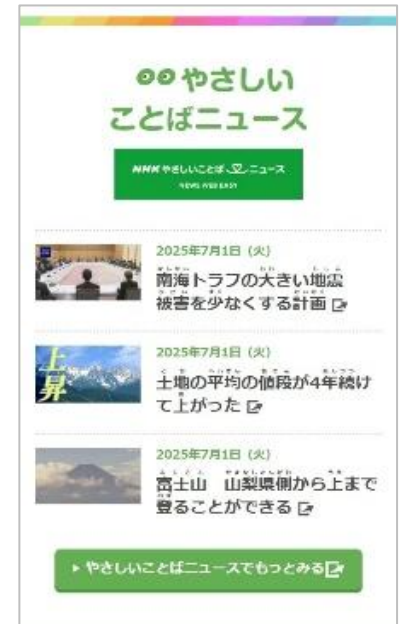 やさしい
ことばニュース
NHK やさしいことば ニュース
NEWS WEB EASY
2025年7月1日（火）
南海トラフの大きい地震
被害を少なくする計画
上昇
2025年7月1日（火）
土地の平均の値段が4年続け
て上がった
2025年7月1日（火）
富士山　山梨県側から上まで
登ることができる
やさしいことばニュースでもっとみる